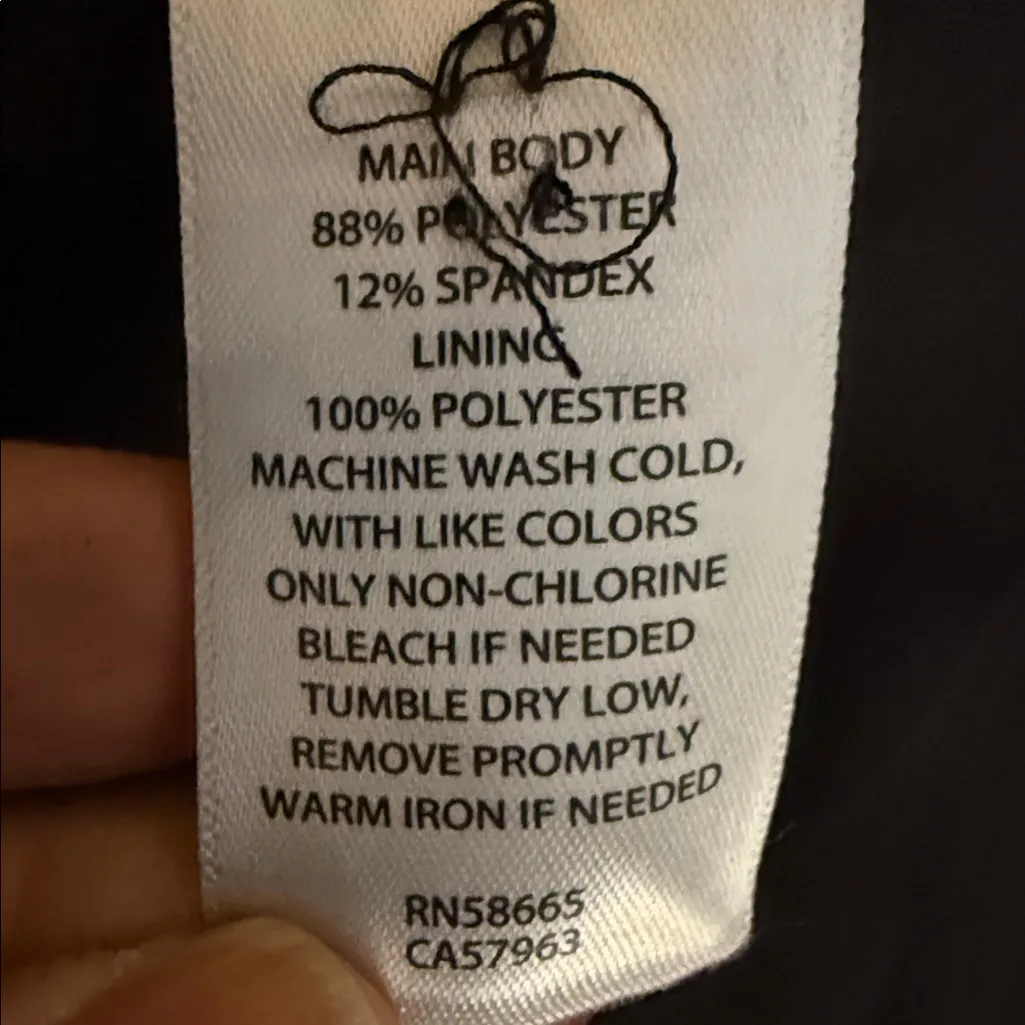 MAIN BODY
88% POLYESTER
12% SPANDEX
LINING
100% POLYESTER
MACHINE WASH COLD,
WITH LIKE COLORS
ONLY NON-CHLORINE
BLEACH IF NEEDED
TUMBLE DRY LOW,
REMOVE PROMPTLY
WARM IRON IF NEEDED
RN58665
CA57963